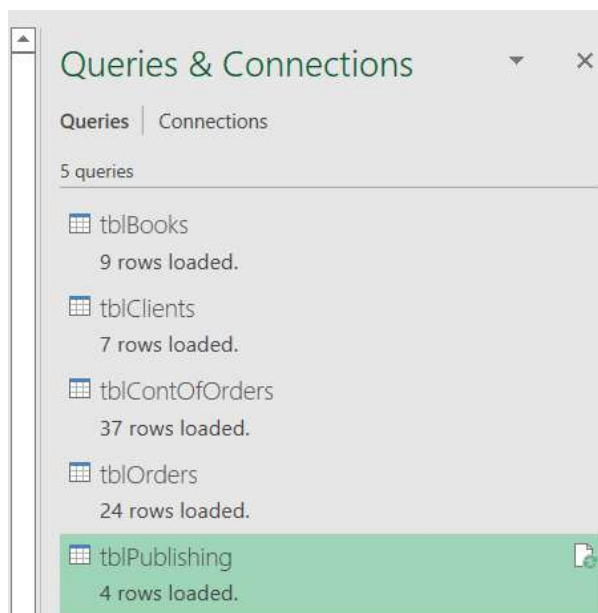 Queries & Connections
Queries | Connections
5 queries
tblBooks
9 rows loaded.
tblClients
7 rows loaded.
tblContOfOrders
37 rows loaded.
tblOrders
24 rows loaded.
tblPublishing
4 rows loaded.